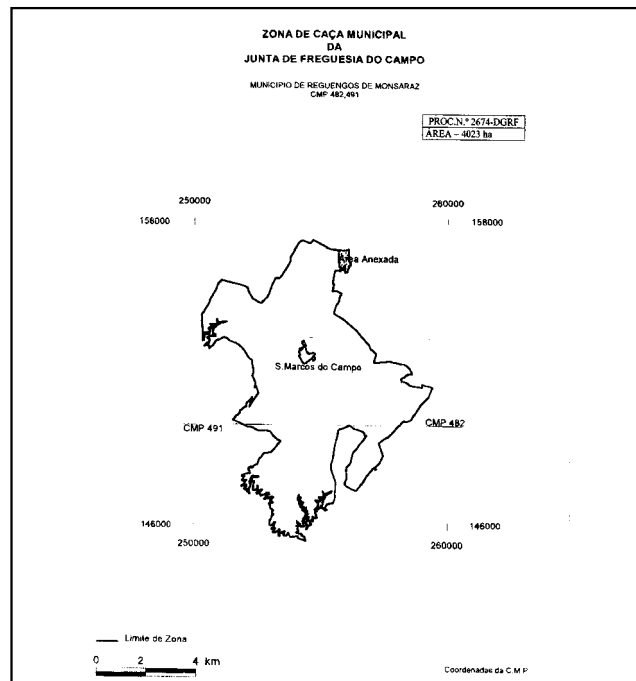 ZONA DE CAÇA MUNICIPAL
DA
JUNTA DE FREGUESIA DO CAMPO
MUNICIPIO DE REGUENGOS DE MONSARAZ
CMP 482,491
PROC.N.º 2674-DGRF
ÁREA – 4023 ha
250000
260000
158000
158000
Área Anexada
S.Marcos do Campo
CMP 491
CMP 482
146000
146000
250000
260000
Limite de Zona
0 2 4 km
Coordenadas da C.M.P